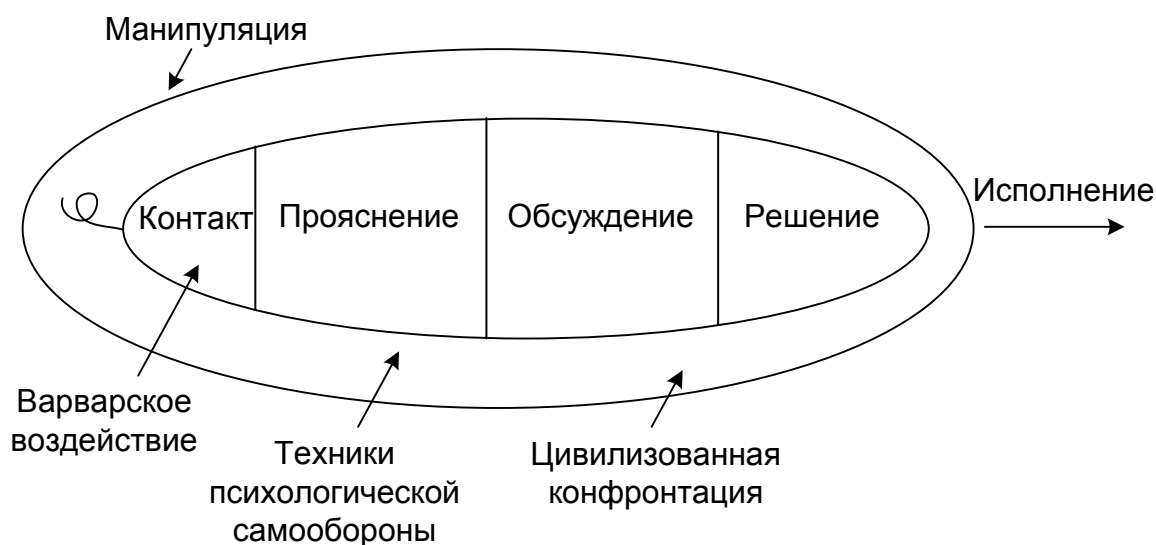 Манипуляция
Исполнение
Контакт
Прояснение
Обсуждение
Решение
Варварское
воздействие
Техники
психологической
самообороны
Цивилизованная
конфронтация